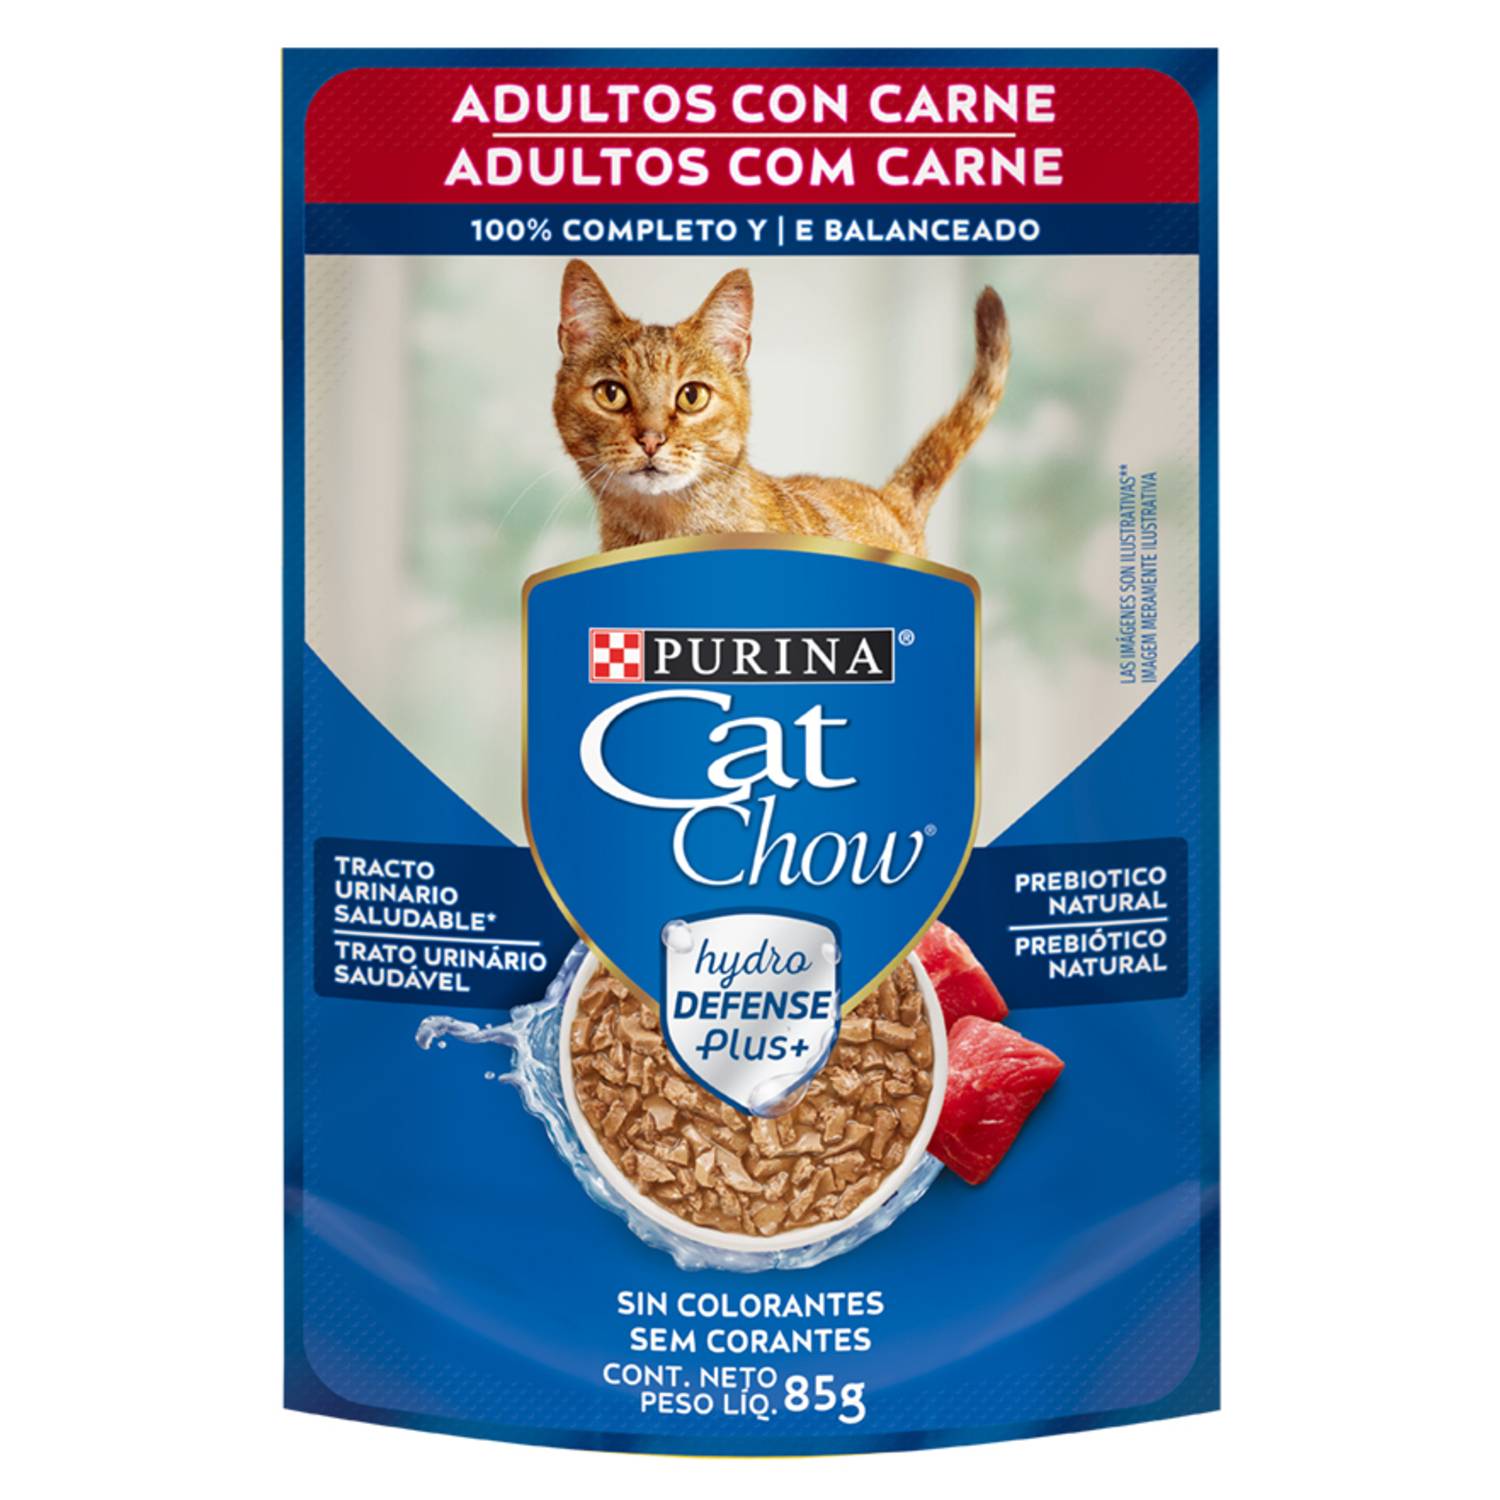 ADULTOS CON CARNE
ADULTOS COM CARNE
100% COMPLETO Y | E BALANCEADO
LAS IMÁGENES SON ILUSTRATIVAS**
IMAGEM MERAMENTE ILUSTRATIVA
PURINA®
Cat
Chow®
TRACTO
URINARIO
SALUDABLE*
TRATO URINÁRIO
SAUDÁVEL
PREBIOTICO
NATURAL
PREBIÓTICO
NATURAL
hydro
DEFENSE
Plus+
SIN COLORANTES
SEM CORANTES
CONT. NETO
PESO LÍQ. 85g